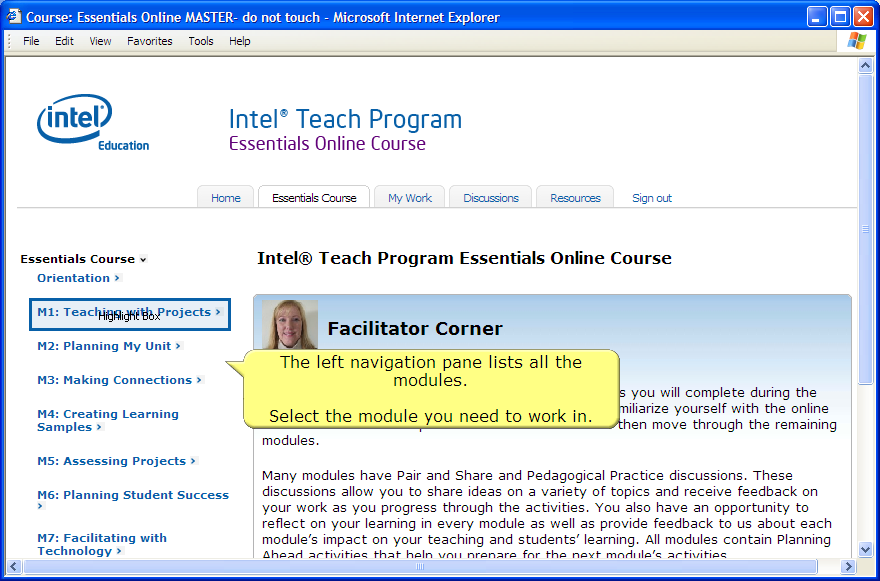 Course: Essentials Online MASTER- do not touch - Microsoft Internet Explorer
File Edit View Favorites Tools Help
intel®
Education
Intel® Teach Program
Essentials Online Course
Home Essentials Course My Work Discussions Resources Sign out
Essentials Course
Orientation ›
M1: Teaching with Projects ›
Highlight Box
M2: Planning My Unit ›
M3: Making Connections ›
M4: Creating Learning
Samples ›
M5: Assessing Projects ›
M6: Planning Student Success
›
M7: Facilitating with
Technology ›
Intel® Teach Program Essentials Online Course
Facilitator Corner
The left navigation pane lists all the
modules.
Select the module you need to work in.
s you will complete during the
miliarize yourself with the online
then move through the remaining
modules.
Many modules have Pair and Share and Pedagogical Practice discussions. These
discussions allow you to share ideas on a variety of topics and receive feedback on
your work as you progress through the activities. You also have an opportunity to
reflect on your learning in every module as well as provide feedback to us about each
module's impact on your teaching and students' learning. All modules contain Planning
Ahead activities that help you prepare for the next module's activities.